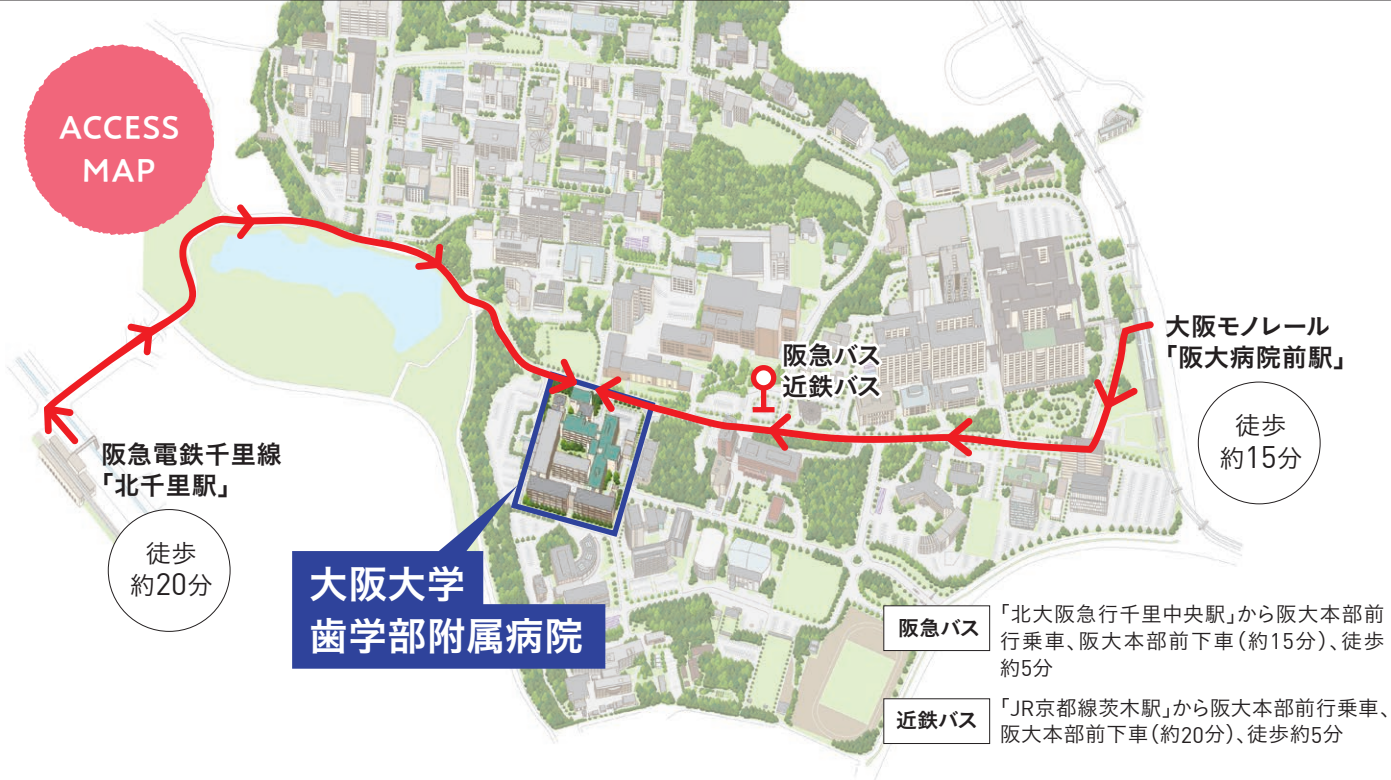 ACCESS
MAP
阪急バス
近鉄バス
大阪モノレール
「阪大病院前駅」
徒歩
約15分
阪急電鉄千里線
「北千里駅」
徒歩
約20分
大阪大学
歯学部附属病院
阪急バス
「北大阪急行千里中央駅」から阪大本部前
行乗車、阪大本部前下車(約15分)、徒歩
約5分
近鉄バス
「JR京都線茨木駅」から阪大本部前行乗車、
阪大本部前下車(約20分)、徒歩約5分